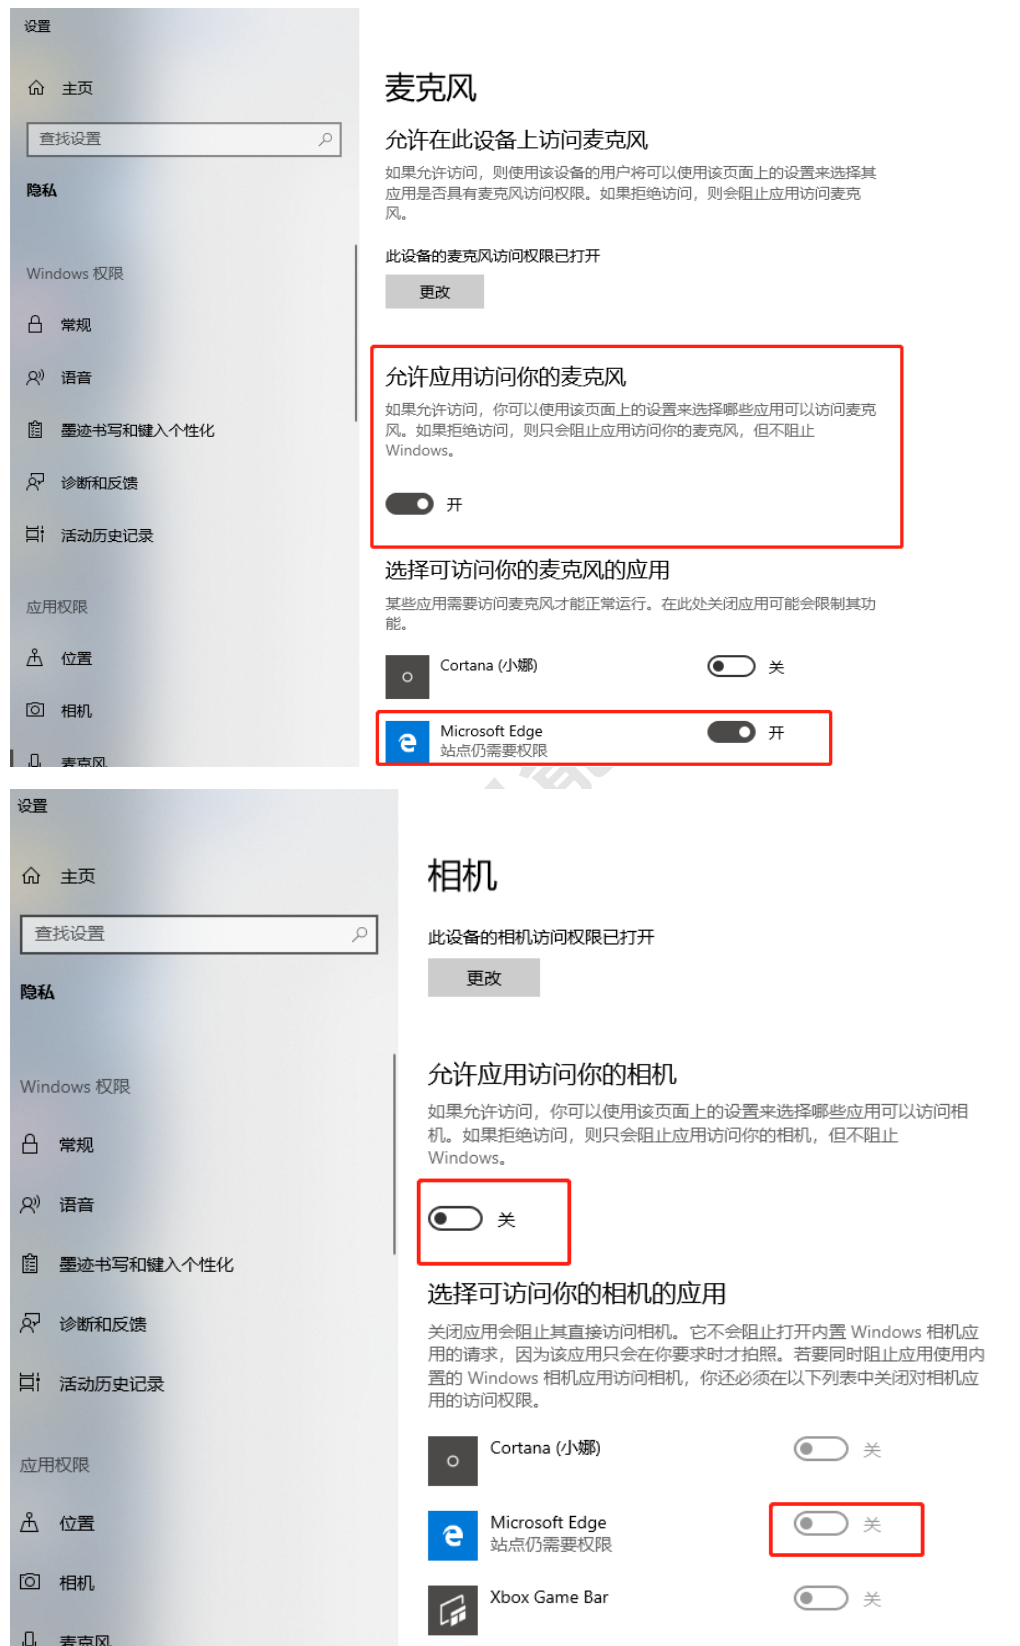 设置
主页
查找设置
隐私
Windows 权限
常规
语音
墨迹书写和键入个性化
诊断和反馈
活动历史记录
应用权限
位置
相机
麦克风
麦克风
允许在此设备上访问麦克风
如果允许访问，则使用该设备的用户将可以使用该页面上的设置来选择其
应用是否具有麦克风访问权限。如果拒绝访问，则会阻止应用访问麦克
风。
此设备的麦克风访问权限已打开
更改
允许应用访问你的麦克风
如果允许访问，你可以使用该页面上的设置来选择哪些应用可以访问麦克
风。如果拒绝访问，则只会阻止应用访问你的麦克风，但不阻止
Windows。
开
选择可访问你的麦克风的应用
某些应用需要访问麦克风才能正常运行。在此处关闭应用可能会限制其功
能。
Cortana (小娜)
关
Microsoft Edge
开
站点仍需要权限
设置
主页
查找设置
隐私
Windows 权限
常规
语音
墨迹书写和键入个性化
诊断和反馈
活动历史记录
应用权限
位置
相机
麦克风
相机
此设备的相机访问权限已打开
更改
允许应用访问你的相机
如果允许访问，你可以使用该页面上的设置来选择哪些应用可以访问相
机。如果拒绝访问，则只会阻止应用访问你的相机，但不阻止
Windows。
关
选择可访问你的相机的应用
关闭应用会阻止其直接访问相机。它不会阻止打开内置 Windows 相机应
用的请求，因为该应用只会在你要求时才拍照。若要同时阻止应用使用内
置的 Windows 相机应用访问相机，你还必须在以下列表中关闭对相机应
用的访问权限。
Cortana (小娜)
关
Microsoft Edge
关
站点仍需要权限
Xbox Game Bar
关